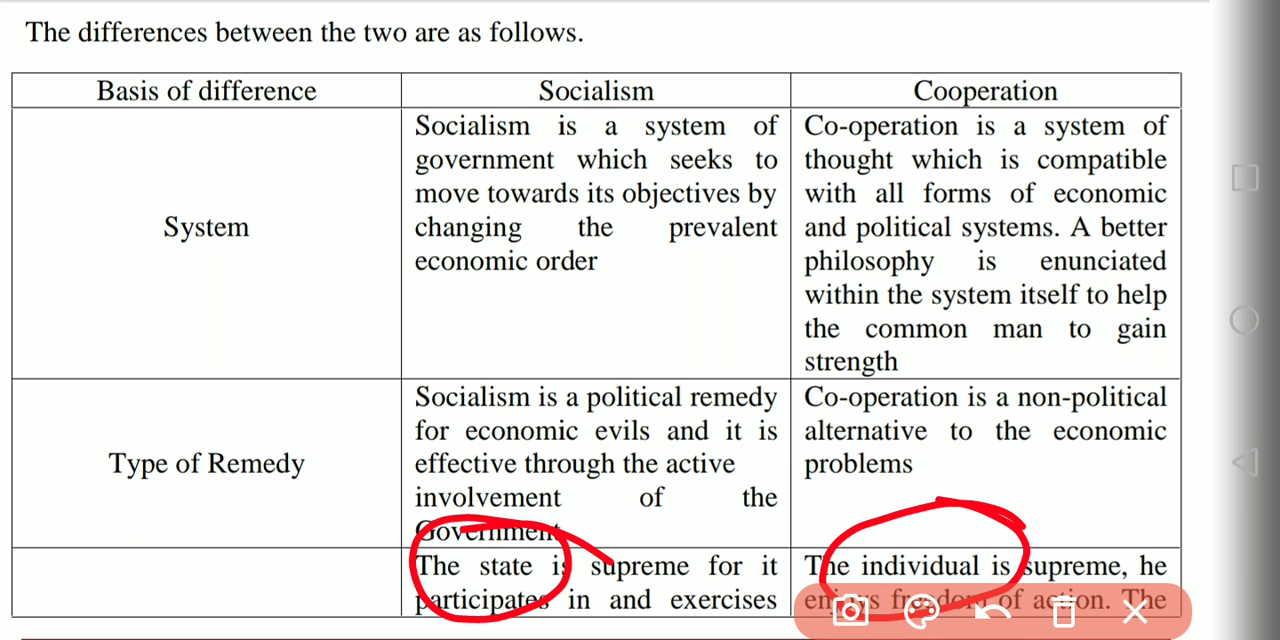 The differences between the two are as follows.
Basis of difference
Socialism
Cooperation
System
Socialism is a system of
government which seeks to
move towards its objectives by
changing the prevalent
economic order
Co-operation is a system of
thought which is compatible
with all forms of economic
and political systems. A better
philosophy is enunciated
within the system itself to help
the common man to gain
strength
Type of Remedy
Socialism is a political remedy
for economic evils and it is
effective through the active
involvement of the
Government
Co-operation is a non-political
alternative to the economic
problems
The state is supreme for it
participates in and exercises
The individual is supreme, he
enjoys freedom of action. The